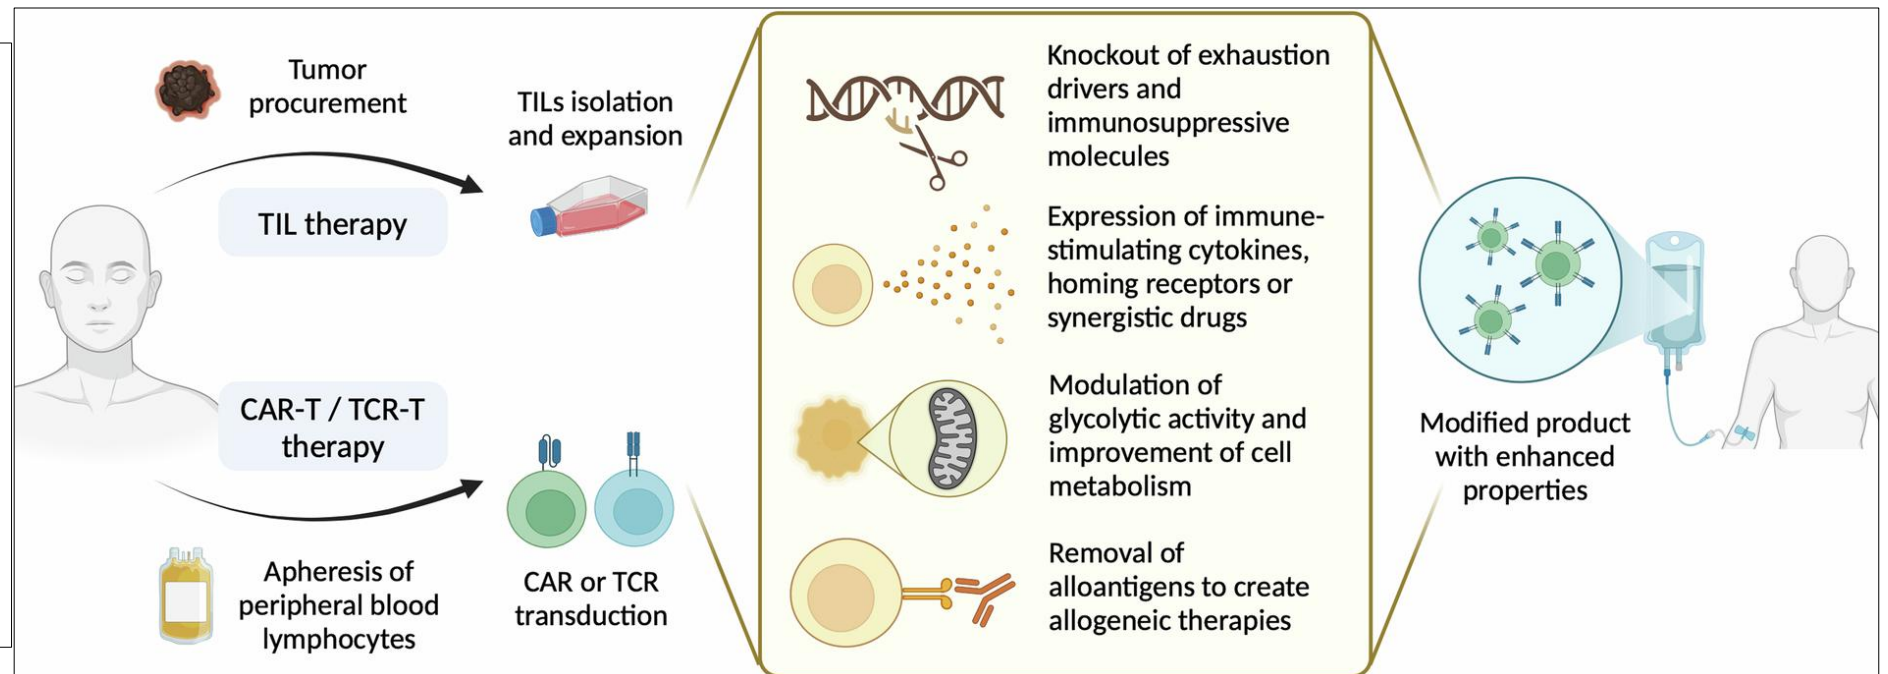 Tumor
procurement
TILs isolation
and expansion
TIL therapy
CAR-T / TCR-T
therapy
Apheresis of
peripheral blood
lymphocytes
CAR or TCR
transduction
Knockout of exhaustion
drivers and
immunosuppressive
molecules
Expression of immune-
stimulating cytokines,
homing receptors or
synergistic drugs
Modulation of
glycolytic activity and
improvement of cell
metabolism
Removal of
alloantigens to create
allogeneic therapies
Modified product
with enhanced
properties